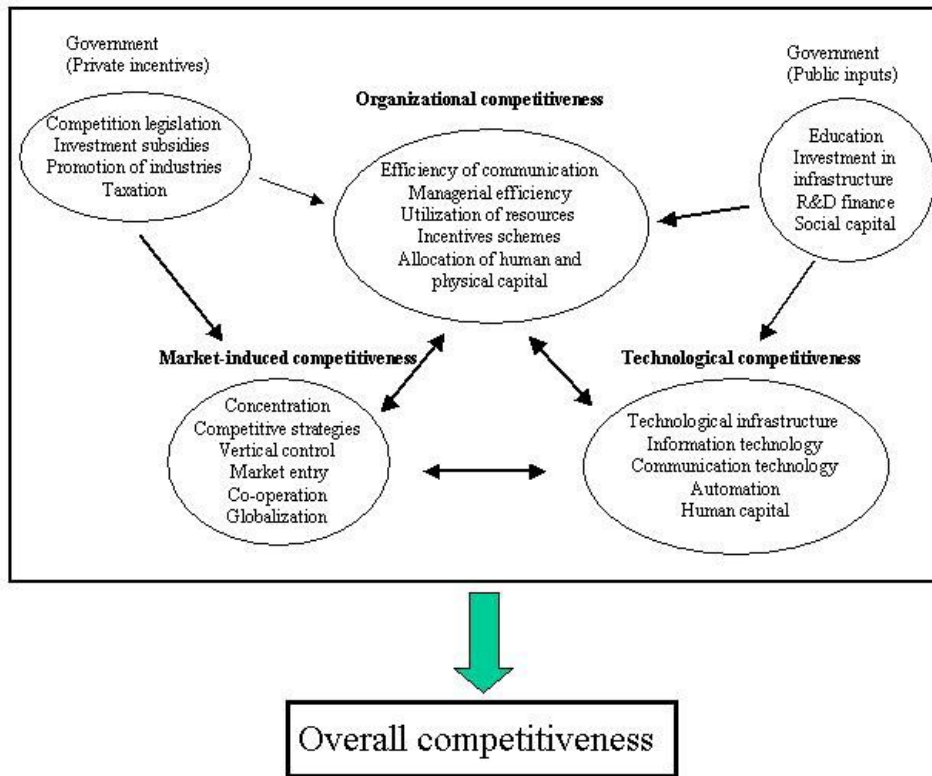 Government
(Private incentives)
Government
(Public inputs)
Organizational competitiveness
Competition legislation
Investment subsidies
Promotion of industries
Taxation
Education
Investment in
infrastructure
R&D finance
Social capital
Efficiency of communication
Managerial efficiency
Utilization of resources
Incentives schemes
Allocation of human and
physical capital
Market-induced competitiveness
Technological competitiveness
Concentration
Competitive strategies
Vertical control
Market entry
Co-operation
Globalization
Technological infrastructure
Information technology
Communication technology
Automation
Human capital
Overall competitiveness